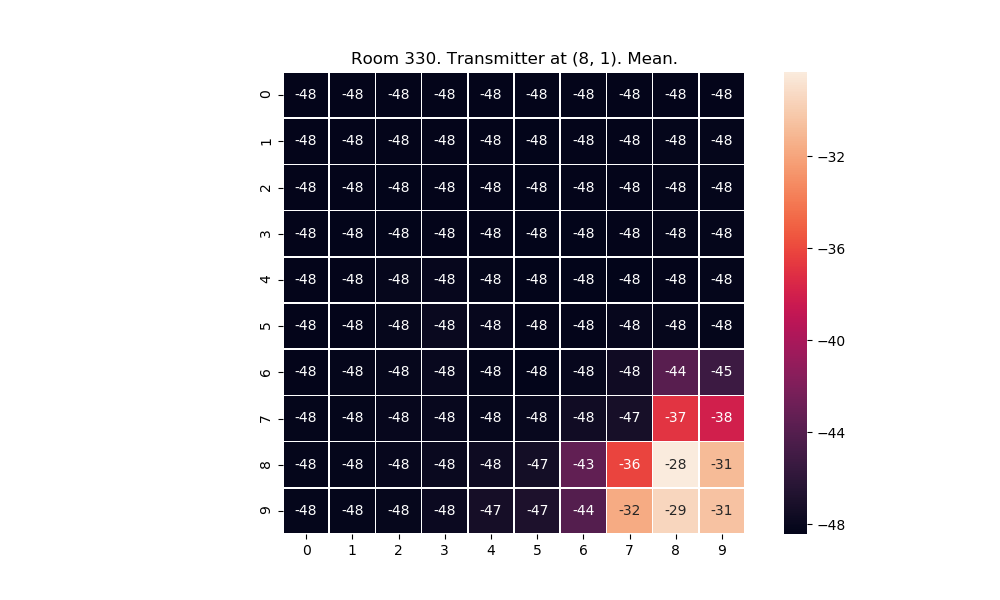 Room 330. Transmitter at (8, 1). Mean.
0 -48 -48 -48 -48 -48 -48 -48 -48 -48 -48
1 -48 -48 -48 -48 -48 -48 -48 -48 -48 -48
2 -48 -48 -48 -48 -48 -48 -48 -48 -48 -48
3 -48 -48 -48 -48 -48 -48 -48 -48 -48 -48
4 -48 -48 -48 -48 -48 -48 -48 -48 -48 -48
5 -48 -48 -48 -48 -48 -48 -48 -48 -48 -48
6 -48 -48 -48 -48 -48 -48 -48 -48 -44 -45
7 -48 -48 -48 -48 -48 -48 -48 -47 -37 -38
8 -48 -48 -48 -48 -48 -47 -43 -36 -28 -31
9 -48 -48 -48 -48 -47 -47 -44 -32 -29 -31
0 1 2 3 4 5 6 7 8 9
−32
−36
−40
−44
−48